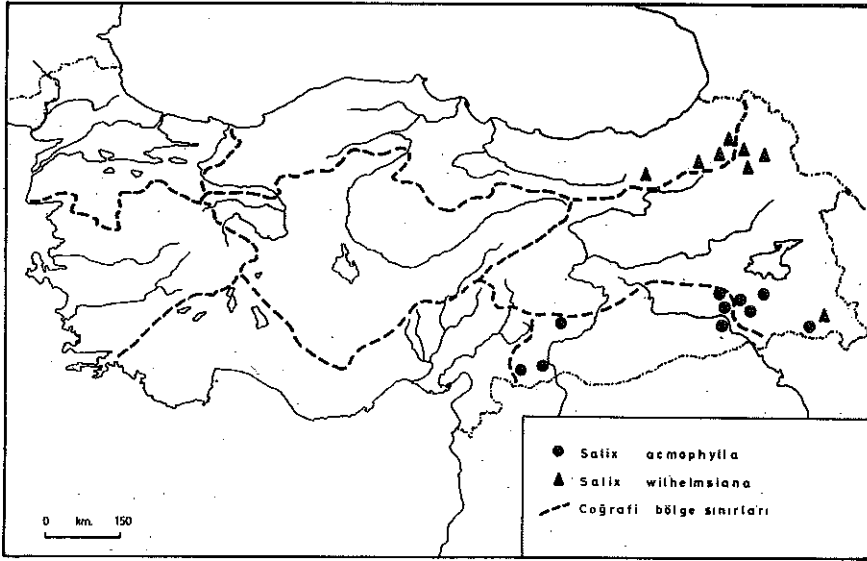 Salix acmophylla
Salix wilhelmsiana
Coğrafi bölge sınırları
0 km. 150